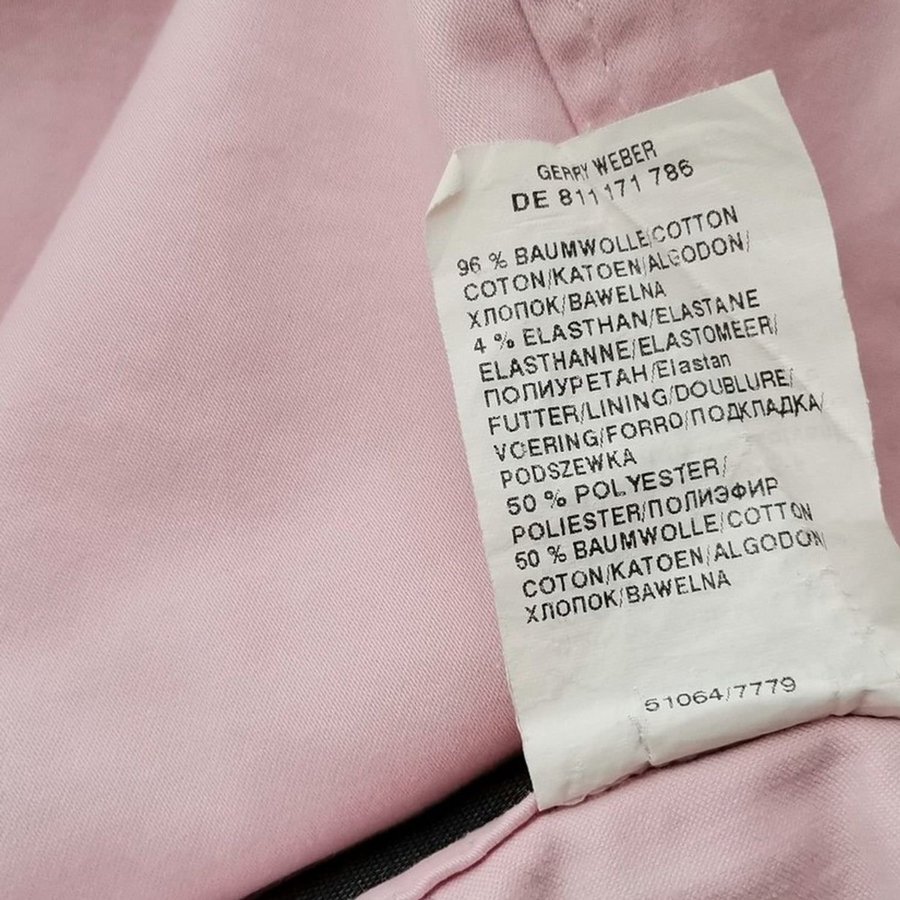 GERRY WEBER
DE 811 171 786
96 % BAUMWOLLE/COTTON
COTON/KATOEN/ALGODON/
ХЛОПОК/BAWELNA
4 % ELASTHAN/ELASTANE
ELASTHANNE/ELASTOMEER/
ПОЛИУРЕТАН/Elastan
FUTTER/LINING/DOUBLURE/
VOERING/FORRO/ПОДКЛАДКА/
PODSZEWKA
50 % POLYESTER/
POLIESTER/ПОЛИЭФИР
50 % BAUMWOLLE/COTTON
COTON/KATOEN/ALGODON/
ХЛОПОК/BAWELNA
51064/7779